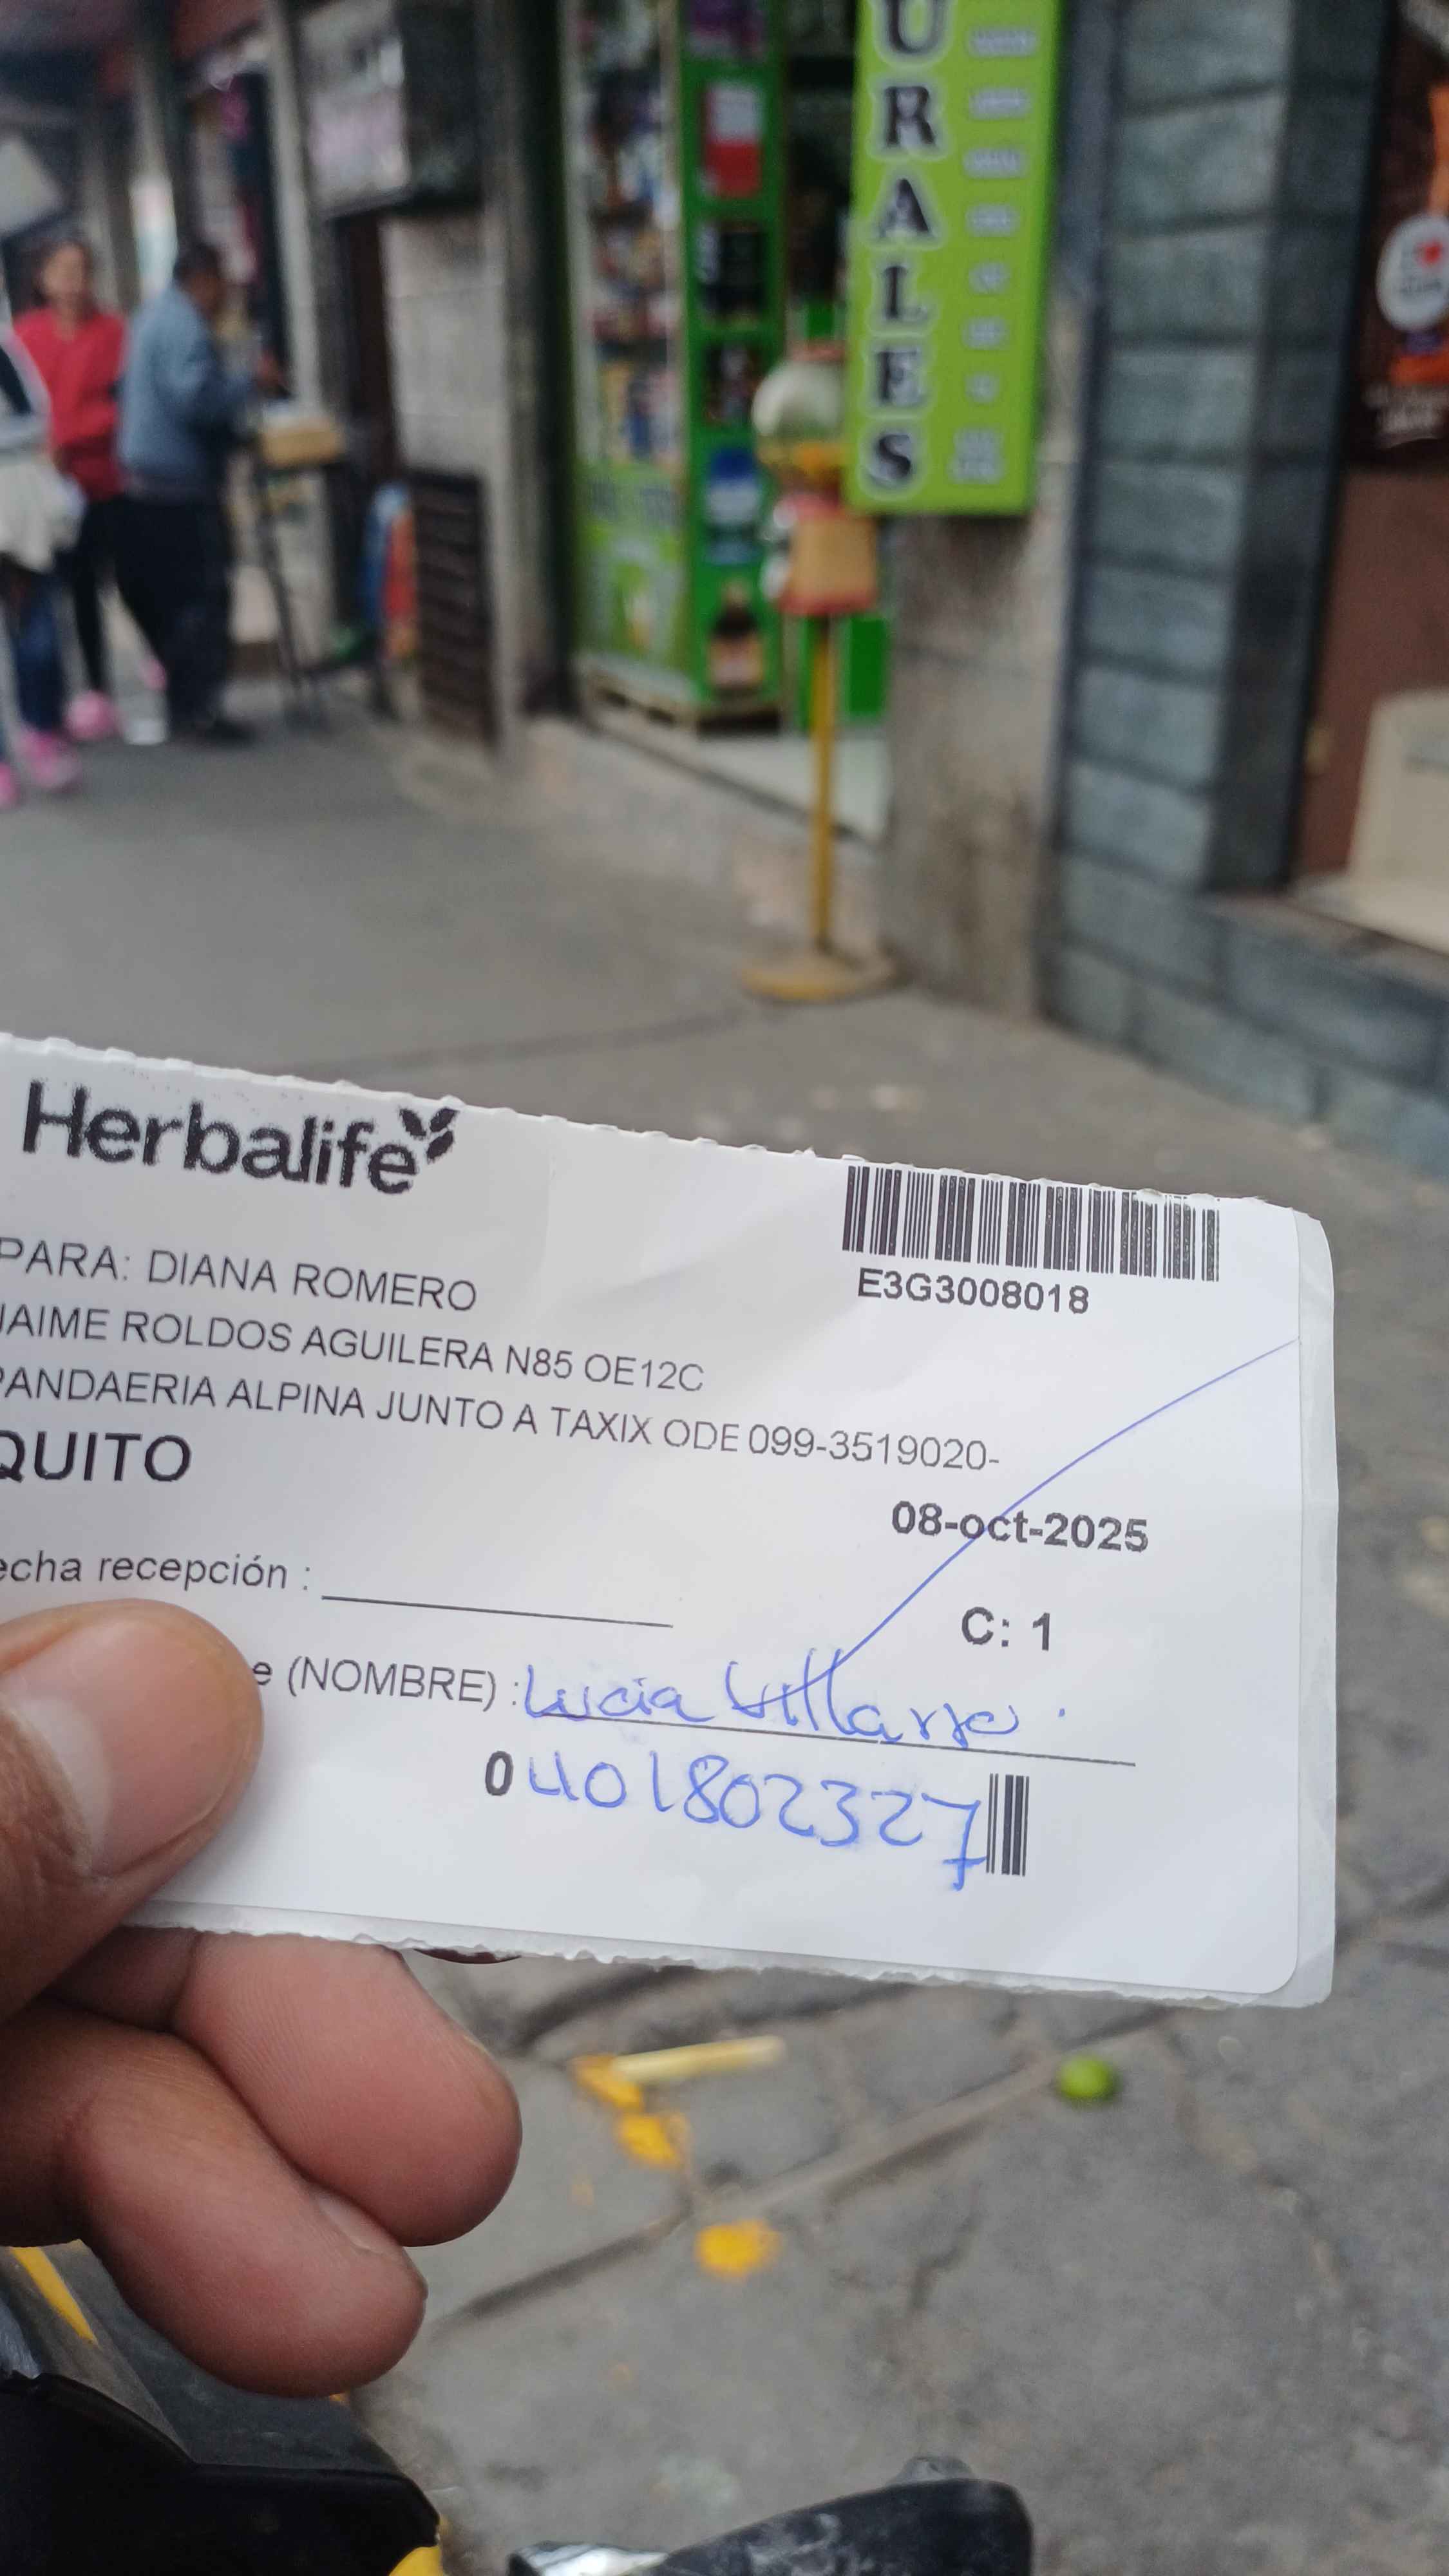 URALES
Herbalife
PARA: DIANA ROMERO
JAIME ROLDOS AGUILERA N85 OE12C
PANDAERIA ALPINA JUNTO A TAXIX ODE 099-3519020-
QUITO
E3G3008018
08-oct-2025
echa recepción :
C: 1
e (NOMBRE) : Lucia
0401802327